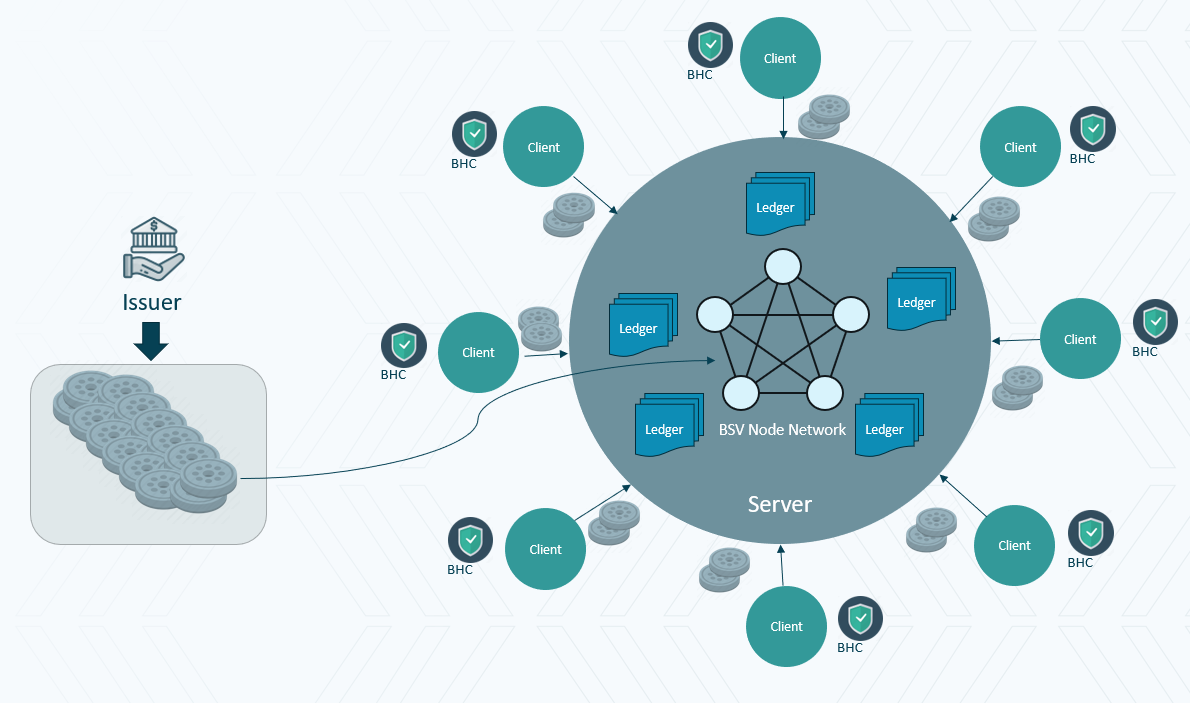 Client
BHC
Client
BHC
Client
BHC
Ledger
Issuer
$
Ledger
Ledger
Client
BHC
Client
BHC
Ledger
BSV Node Network
Ledger
Server
Client
BHC
Client
BHC
Client
BHC